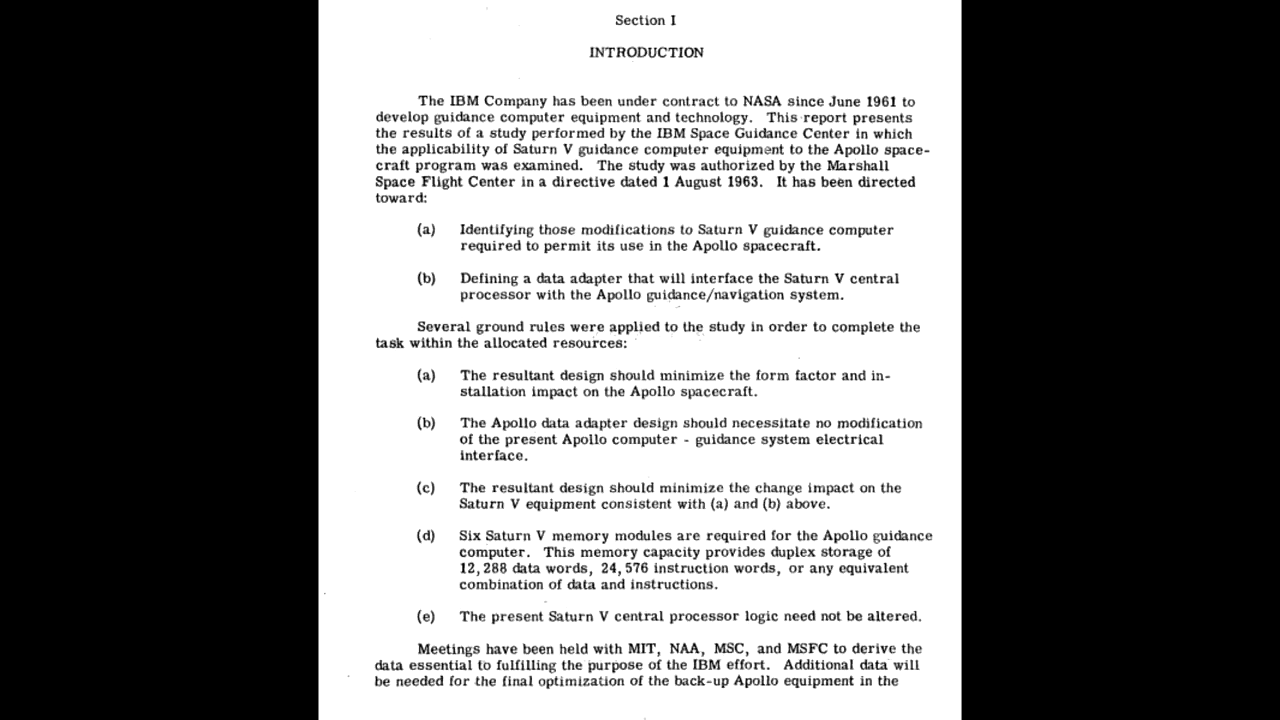 Section I
INTRODUCTION
The IBM Company has been under contract to NASA since June 1961 to
develop guidance computer equipment and technology. This report presents
the results of a study performed by the IBM Space Guidance Center in which
the applicability of Saturn V guidance computer equipment to the Apollo space-
craft program was examined. The study was authorized by the Marshall
Space Flight Center in a directive dated 1 August 1963. It has been directed
toward:
(a) Identifying those modifications to Saturn V guidance computer
required to permit its use in the Apollo spacecraft.
(b) Defining a data adapter that will interface the Saturn V central
processor with the Apollo guidance/navigation system.
Several ground rules were applied to the study in order to complete the
task within the allocated resources:
(a) The resultant design should minimize the form factor and in-
stallation impact on the Apollo spacecraft.
(b) The Apollo data adapter design should necessitate no modification
of the present Apollo computer - guidance system electrical
interface.
(c) The resultant design should minimize the change impact on the
Saturn V equipment consistent with (a) and (b) above.
(d) Six Saturn V memory modules are required for the Apollo guidance
computer. This memory capacity provides duplex storage of
12,288 data words, 24,576 instruction words, or any equivalent
combination of data and instructions.
(e) The present Saturn V central processor logic need not be altered.
Meetings have been held with MIT, NAA, MSC, and MSFC to derive the
data essential to fulfilling the purpose of the IBM effort. Additional data will
be needed for the final optimization of the back-up Apollo equipment in the